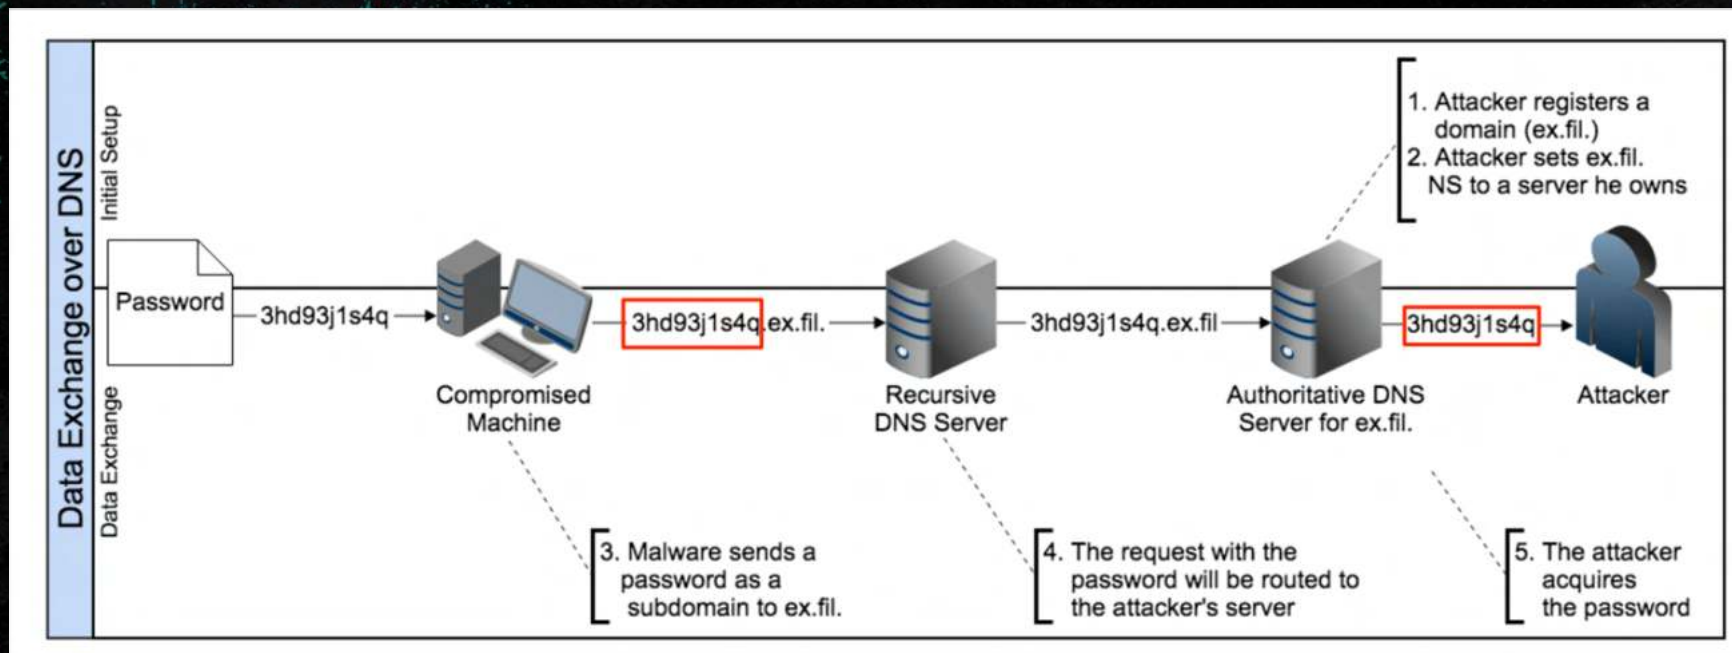 Data Exchange over DNS
Initial Setup
Data Exchange
1. Attacker registers a
domain (ex.fil.)
2. Attacker sets ex.fil.
NS to a server he owns
Password
3hd93j1s4q
3hd93j1s4q.ex.fil.
3hd93j1s4q.ex.fil
3hd93j1s4q
Compromised
Machine
Recursive
DNS Server
Authoritative DNS
Server for ex.fil.
Attacker
3. Malware sends a
password as a
subdomain to ex.fil.
4. The request with the
password will be routed to
the attacker's server
5. The attacker
acquires
the password